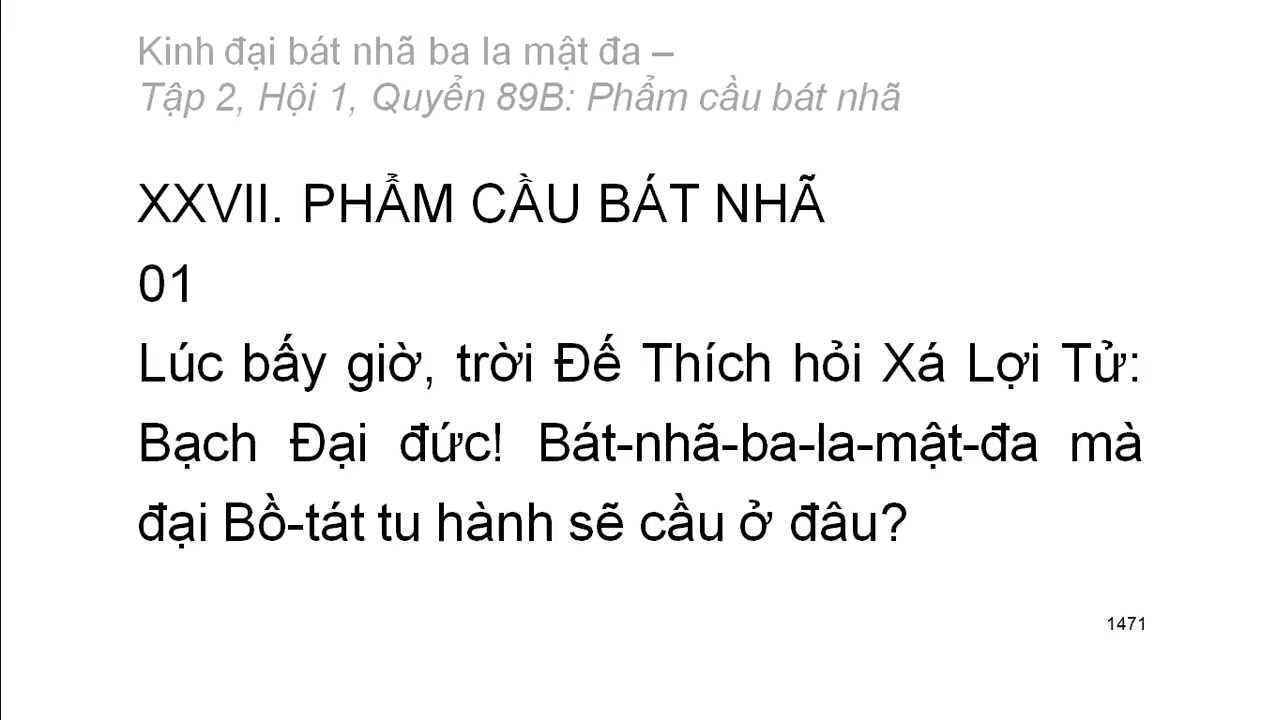 Kinh đại bát nhã ba la mật đa –
Tập 2, Hội 1, Quyển 89B: Phẩm cầu bát nhã
XXVII. PHẨM CẦU BÁT NHÃ
01
Lúc bấy giờ, trời Đế Thích hỏi Xá Lợi Tử:
Bạch Đại đức! Bát-nhã-ba-la-mật-đa mà
đại Bồ-tát tu hành sẽ cầu ở đâu?
1471